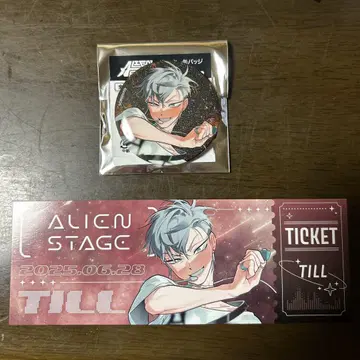 缶バッジ
ALIEN
STAGE
2025.06.28
TILL
TICKET
TILL